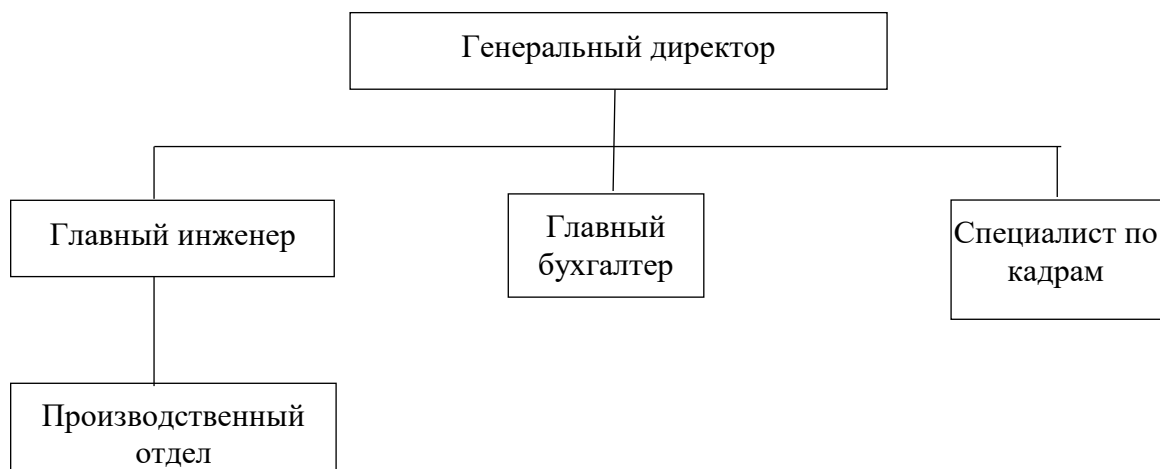 Генеральный директор
Главный инженер
Главный
бухгалтер
Специалист по
кадрам
Производственный
отдел